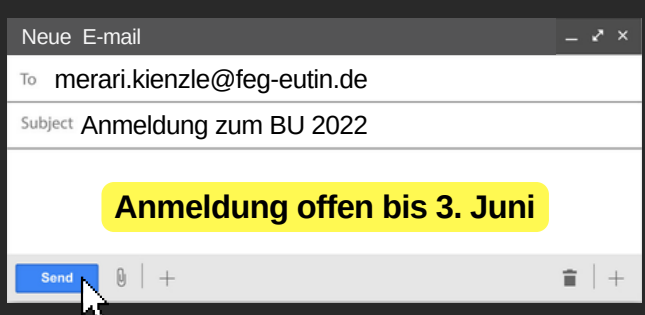 Neue E-mail
To merari.kienzle@feg-eutin.de
Subject Anmeldung zum BU 2022
Anmeldung offen bis 3. Juni
Send